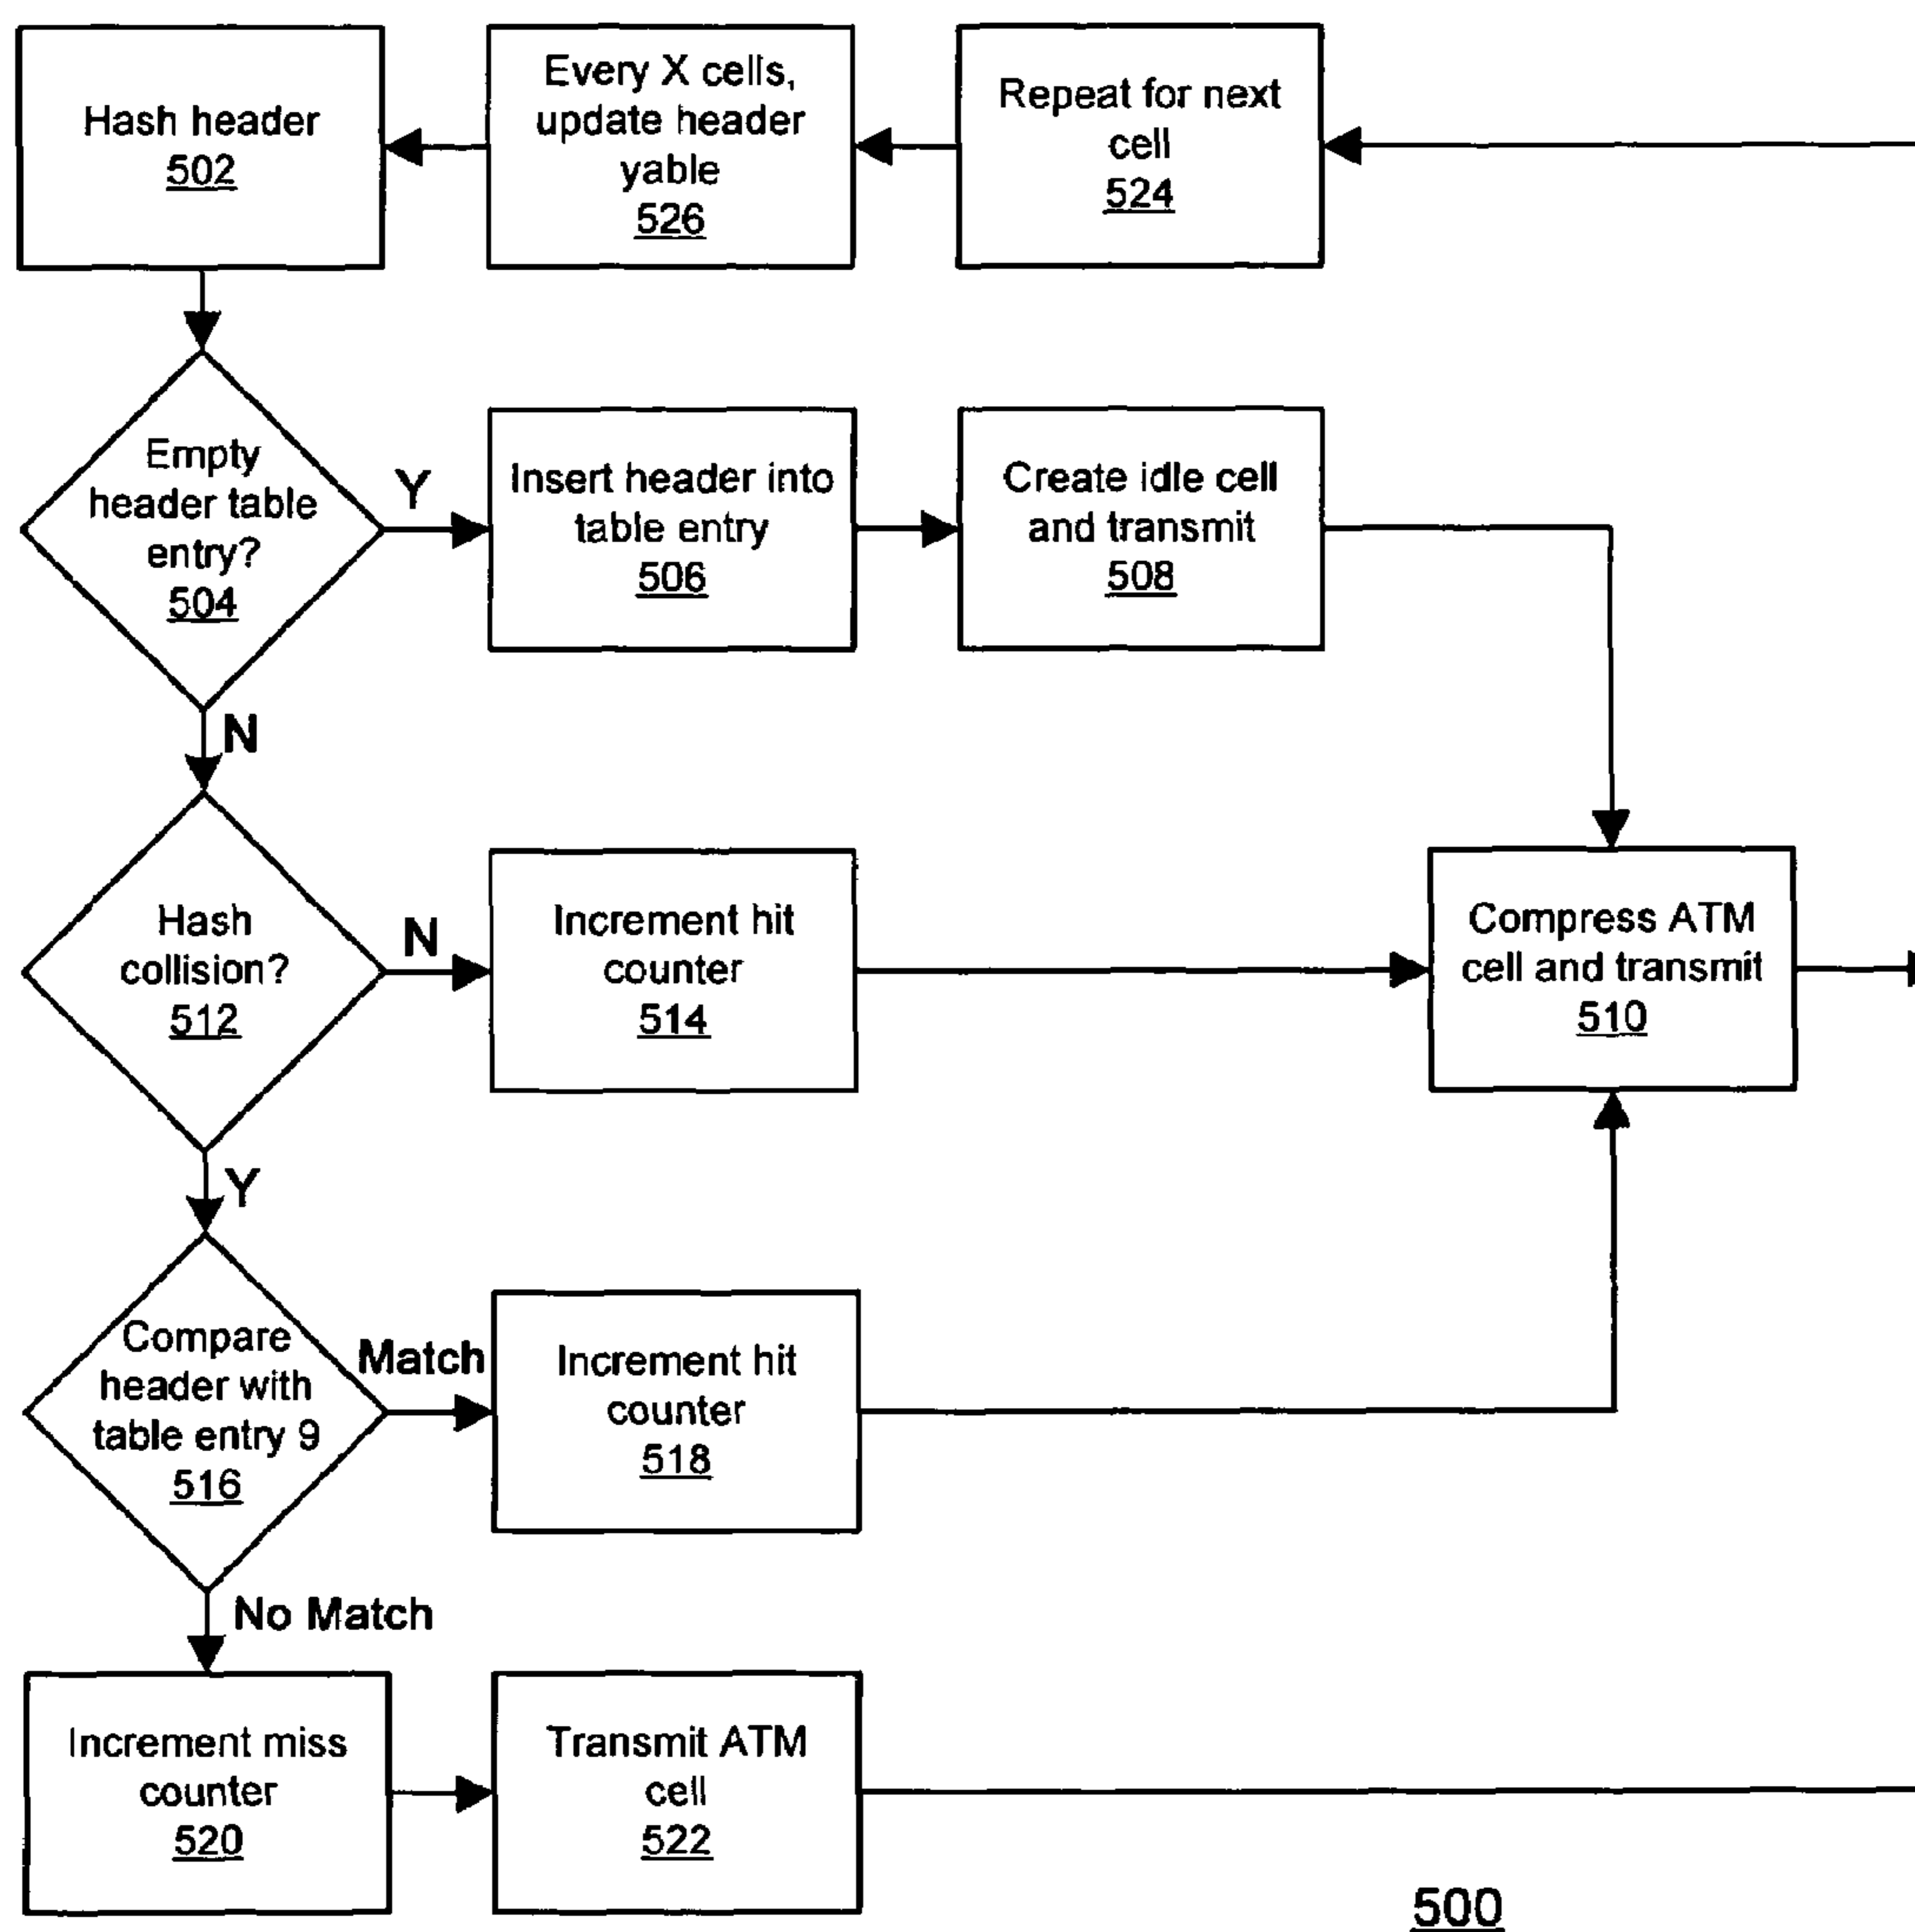 Hash header
502
Every X cells,
update header
yable
526
Repeat for next
cell
524
Empty
header table
entry?
504
Y
Insert header into
table entry
506
Create idle cell
and transmit
508
N
Hash
collision?
512
N
Increment hit
counter
514
Compress ATM
cell and transmit
510
Y
Compare
header with
table entry 9
516
Match
Increment hit
counter
518
No Match
Increment miss
counter
520
Transmit ATM
cell
522
500